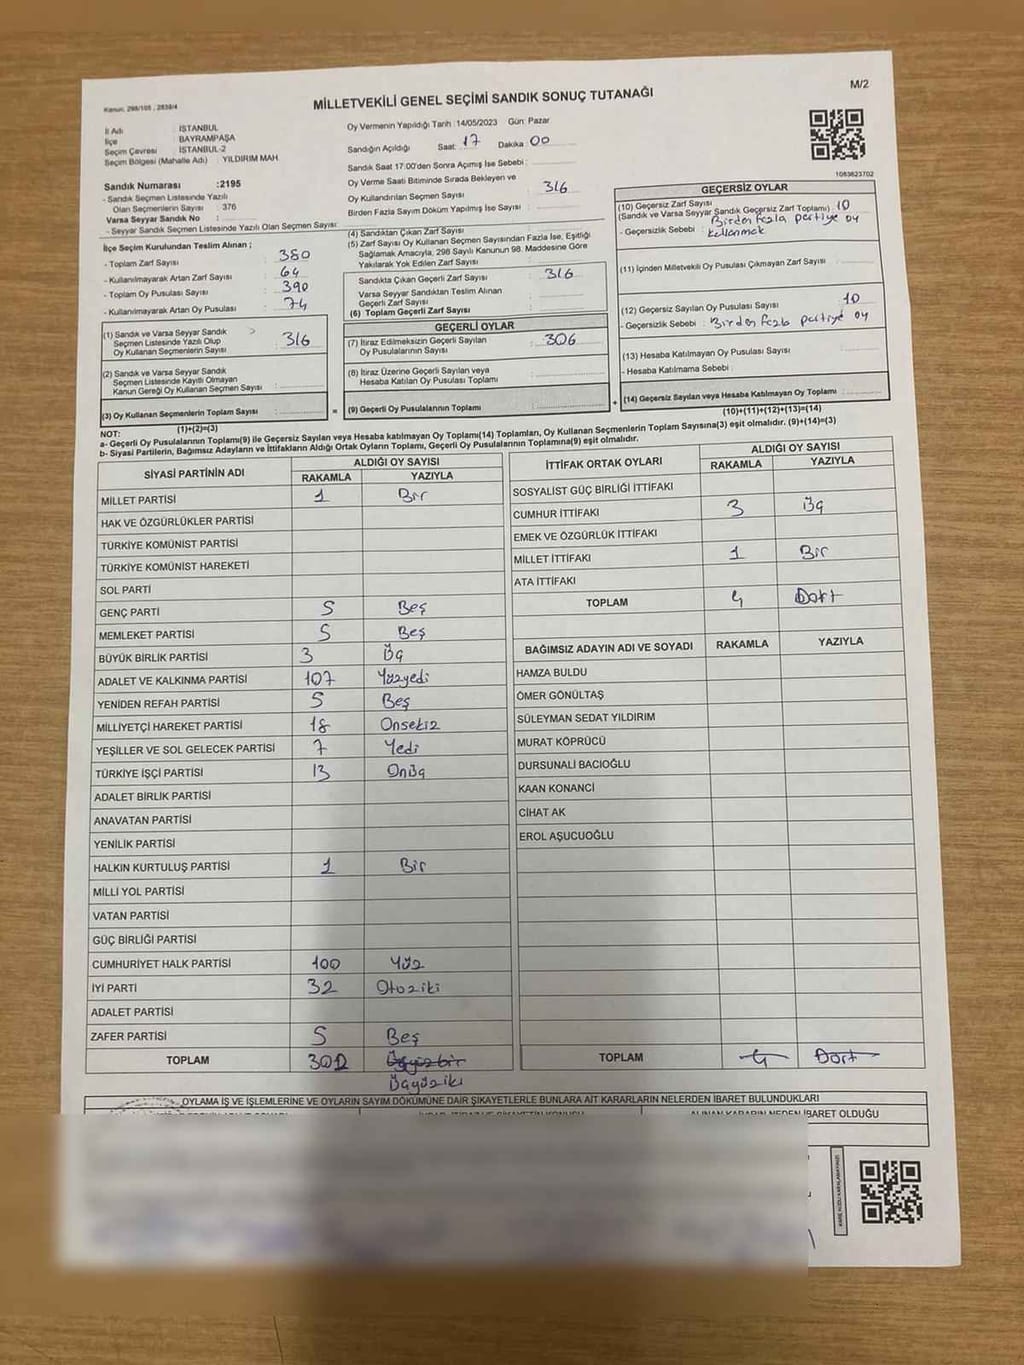 Kanun: 298/105 , 2839/4
MİLLETVEKİLİ GENEL SEÇİMİ SANDIK SONUÇ TUTANAĞI
M/2
İl Adı : İSTANBUL
İlçe : BAYRAMPAŞA
Seçim Çevresi : İSTANBUL-2
Seçim Bölgesi (Mahalle Adı) : YILDIRIM MAH.
Sandık Numarası :2195
- Sandık Seçmen Listesinde Yazılı
Olan Seçmenlerin Sayısı : 376
Varsa Seyyar Sandık No :
- Seyyar Sandık Seçmen Listesinde Yazılı Olan Seçmen Sayısı:
İlçe Seçim Kurulundan Teslim Alınan ;
- Toplam Zarf Sayısı : 380
- Kullanılmayarak Artan Zarf Sayısı : 64
- Toplam Oy Pusulası Sayısı : 390
- Kullanılmayarak Artan Oy Pusulası : 74
(1) Sandık ve Varsa Seyyar Sandık
Seçmen Listesinde Yazılı Olup
Oy Kullanan Seçmenlerin Sayısı : 316
(2) Sandık ve Varsa Seyyar Sandık
Seçmen Listesinde Kayıtlı Olmayan
Kanun Gereği Oy Kullanan Seçmen Sayısı :
(3) Oy Kullanan Seçmenlerin Toplam Sayısı :
(1)+(2)=(3)
Oy Vermenin Yapıldığı Tarih :14/05/2023 Gün: Pazar
Sandığın Açıldığı Saat: 17 Dakika 00
Sandık Saat 17:00'den Sonra Açımış İse Sebebi :
Oy Verme Saati Bitiminde Sırada Bekleyen ve
Oy Kullandırılan Seçmen Sayısı : 316
Birden Fazla Sayım Döküm Yapılmış İse Sayısı :
(4) Sandıktan Çıkan Zarf Sayısı :
(5) Zarf Sayısı Oy Kullanan Seçmen Sayısından Fazla İse, Eşitliği
Sağlamak Amacıyla, 298 Sayılı Kanunun 98. Maddesine Göre
Yakılarak Yok Edilen Zarf Sayısı :
Sandıkta Çıkan Geçerli Zarf Sayısı : 316
Varsa Seyyar Sandıktan Teslim Alınan
Geçerli Zarf Sayısı :
(6) Toplam Geçerli Zarf Sayısı :
GEÇERLİ OYLAR
(7) İtiraz Edilmeksizin Geçerli Sayılan
Oy Pusulalarının Sayısı : 306
(8) İtiraz Üzerine Geçerli Sayılan veya
Hesaba Katılan Oy Pusulası Toplamı :
= (9) Geçerli Oy Pusulalarının Toplamı :
1083823702
GEÇERSİZ OYLAR
(10) Geçersiz Zarf Sayısı
(Sandık ve Varsa Seyyar Sandık Geçersiz Zarf Toplamı) : 10
- Geçersizlik Sebebi : Birden fazla partiye oy
kullanmak
(11) İçinden Milletvekili Oy Pusulası Çıkmayan Zarf Sayısı :
(12) Geçersiz Sayılan Oy Pusulası Sayısı : 10
- Geçersizlik Sebebi : Birden fazla partiye oy
(13) Hesaba Katılmayan Oy Pusulası Sayısı :
- Hesaba Katılmama Sebebi :
+ (14) Geçersiz Sayılan veya Hesaba Katılmayan Oy Toplamı :
(10)+(11)+(12)+(13)=(14)
NOT:
a- Geçerli Oy Pusulalarının Toplamı(9) ile Geçersiz Sayılan veya Hesaba katılmayan Oy Toplamı(14) Toplamları, Oy Kullanan Seçmenlerin Toplam Sayısına(3) eşit olmalıdır. (9)+(14)=(3)
b- Siyasi Partilerin, Bağımsız Adayların ve İttifakların Aldığı Ortak Oyların Toplamı, Geçerli Oy Pusulalarının Toplamına(9) eşit olmalıdır.
SİYASİ PARTİNİN ADI ALDIĞI OY SAYISI
RAKAMLA YAZIYLA
MİLLET PARTİSİ 1 Bir
HAK VE ÖZGÜRLÜKLER PARTİSİ
TÜRKİYE KOMÜNİST PARTİSİ
TÜRKİYE KOMÜNİST HAREKETİ
SOL PARTİ
GENÇ PARTİ 5 Beş
MEMLEKET PARTİSİ 5 Beş
BÜYÜK BİRLİK PARTİSİ 3 Üç
ADALET VE KALKINMA PARTİSİ 107 Yüzyedi
YENİDEN REFAH PARTİSİ 5 Beş
MİLLİYETÇİ HAREKET PARTİSİ 18 Onsekiz
YEŞİLLER VE SOL GELECEK PARTİSİ 7 Yedi
TÜRKİYE İŞÇİ PARTİSİ 13 Onüç
ADALET BİRLİK PARTİSİ
ANAVATAN PARTİSİ
YENİLİK PARTİSİ
HALKIN KURTULUŞ PARTİSİ 1 Bir
MİLLİ YOL PARTİSİ
VATAN PARTİSİ
GÜÇ BİRLİĞİ PARTİSİ
CUMHURİYET HALK PARTİSİ 100 Yüz
İYİ PARTİ 32 Otoziki
ADALET PARTİSİ
ZAFER PARTİSİ 5 Beş
TOPLAM 302 Üçyüzbir
Üçyüziki
İTTİFAK ORTAK OYLARI ALDIĞI OY SAYISI
RAKAMLA YAZIYLA
SOSYALİST GÜÇ BİRLİĞİ İTTİFAKI
CUMHUR İTTİFAKI 3 Üç
EMEK VE ÖZGÜRLÜK İTTİFAKI
MİLLET İTTİFAKI 1 Bir
ATA İTTİFAKI
TOPLAM 4 Dört
BAĞIMSIZ ADAYIN ADI VE SOYADI RAKAMLA YAZIYLA
HAMZA BULDU
ÖMER GÖNÜLTAŞ
SÜLEYMAN SEDAT YILDIRIM
MURAT KÖPRÜCÜ
DURSUNALİ BACIOĞLU
KAAN KONANCİ
CİHAT AK
EROL AŞUCUOĞLU
TOPLAM 4 Dört
OYLAMA İŞ VE İŞLEMLERİNE VE OYLARIN SAYIM DÖKÜMÜNE DAİR ŞİKAYETLERLE BUNLARA AİT KARARLARIN NELERDEN İBARET BULUNDUKLARI
ALINAN KARARIN NEDEN İBARET OLDUĞU